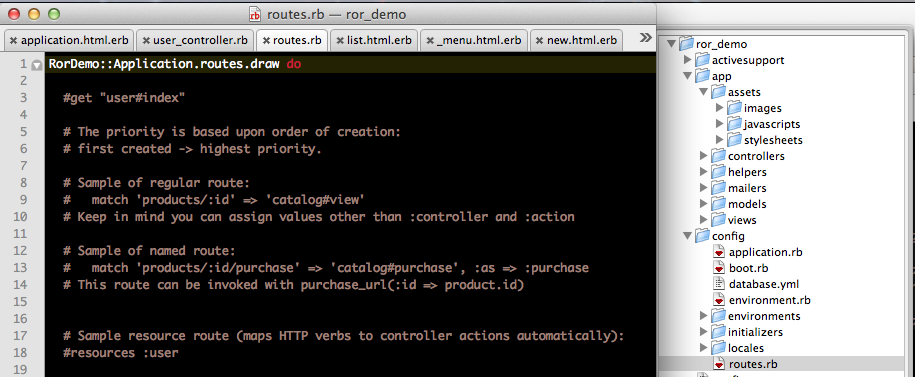 routes.rb — ror_demo
application.html.erb user_controller.rb routes.rb list.html.erb _menu.html.erb new.html.erb »
1 RorDemo::Application.routes.draw do
2
3 #get "user#index"
4
5 # The priority is based upon order of creation:
6 # first created -> highest priority.
7
8 # Sample of regular route:
9 #   match 'products/:id' => 'catalog#view'
10 # Keep in mind you can assign values other than :controller and :action
11
12 # Sample of named route:
13 #   match 'products/:id/purchase' => 'catalog#purchase', :as => :purchase
14 # This route can be invoked with purchase_url(:id => product.id)
15
16
17 # Sample resource route (maps HTTP verbs to controller actions automatically):
18 #resources :user
19
ror_demo
activesupport
app
assets
images
javascripts
stylesheets
controllers
helpers
mailers
models
views
config
application.rb
boot.rb
database.yml
environment.rb
environments
initializers
locales
routes.rb